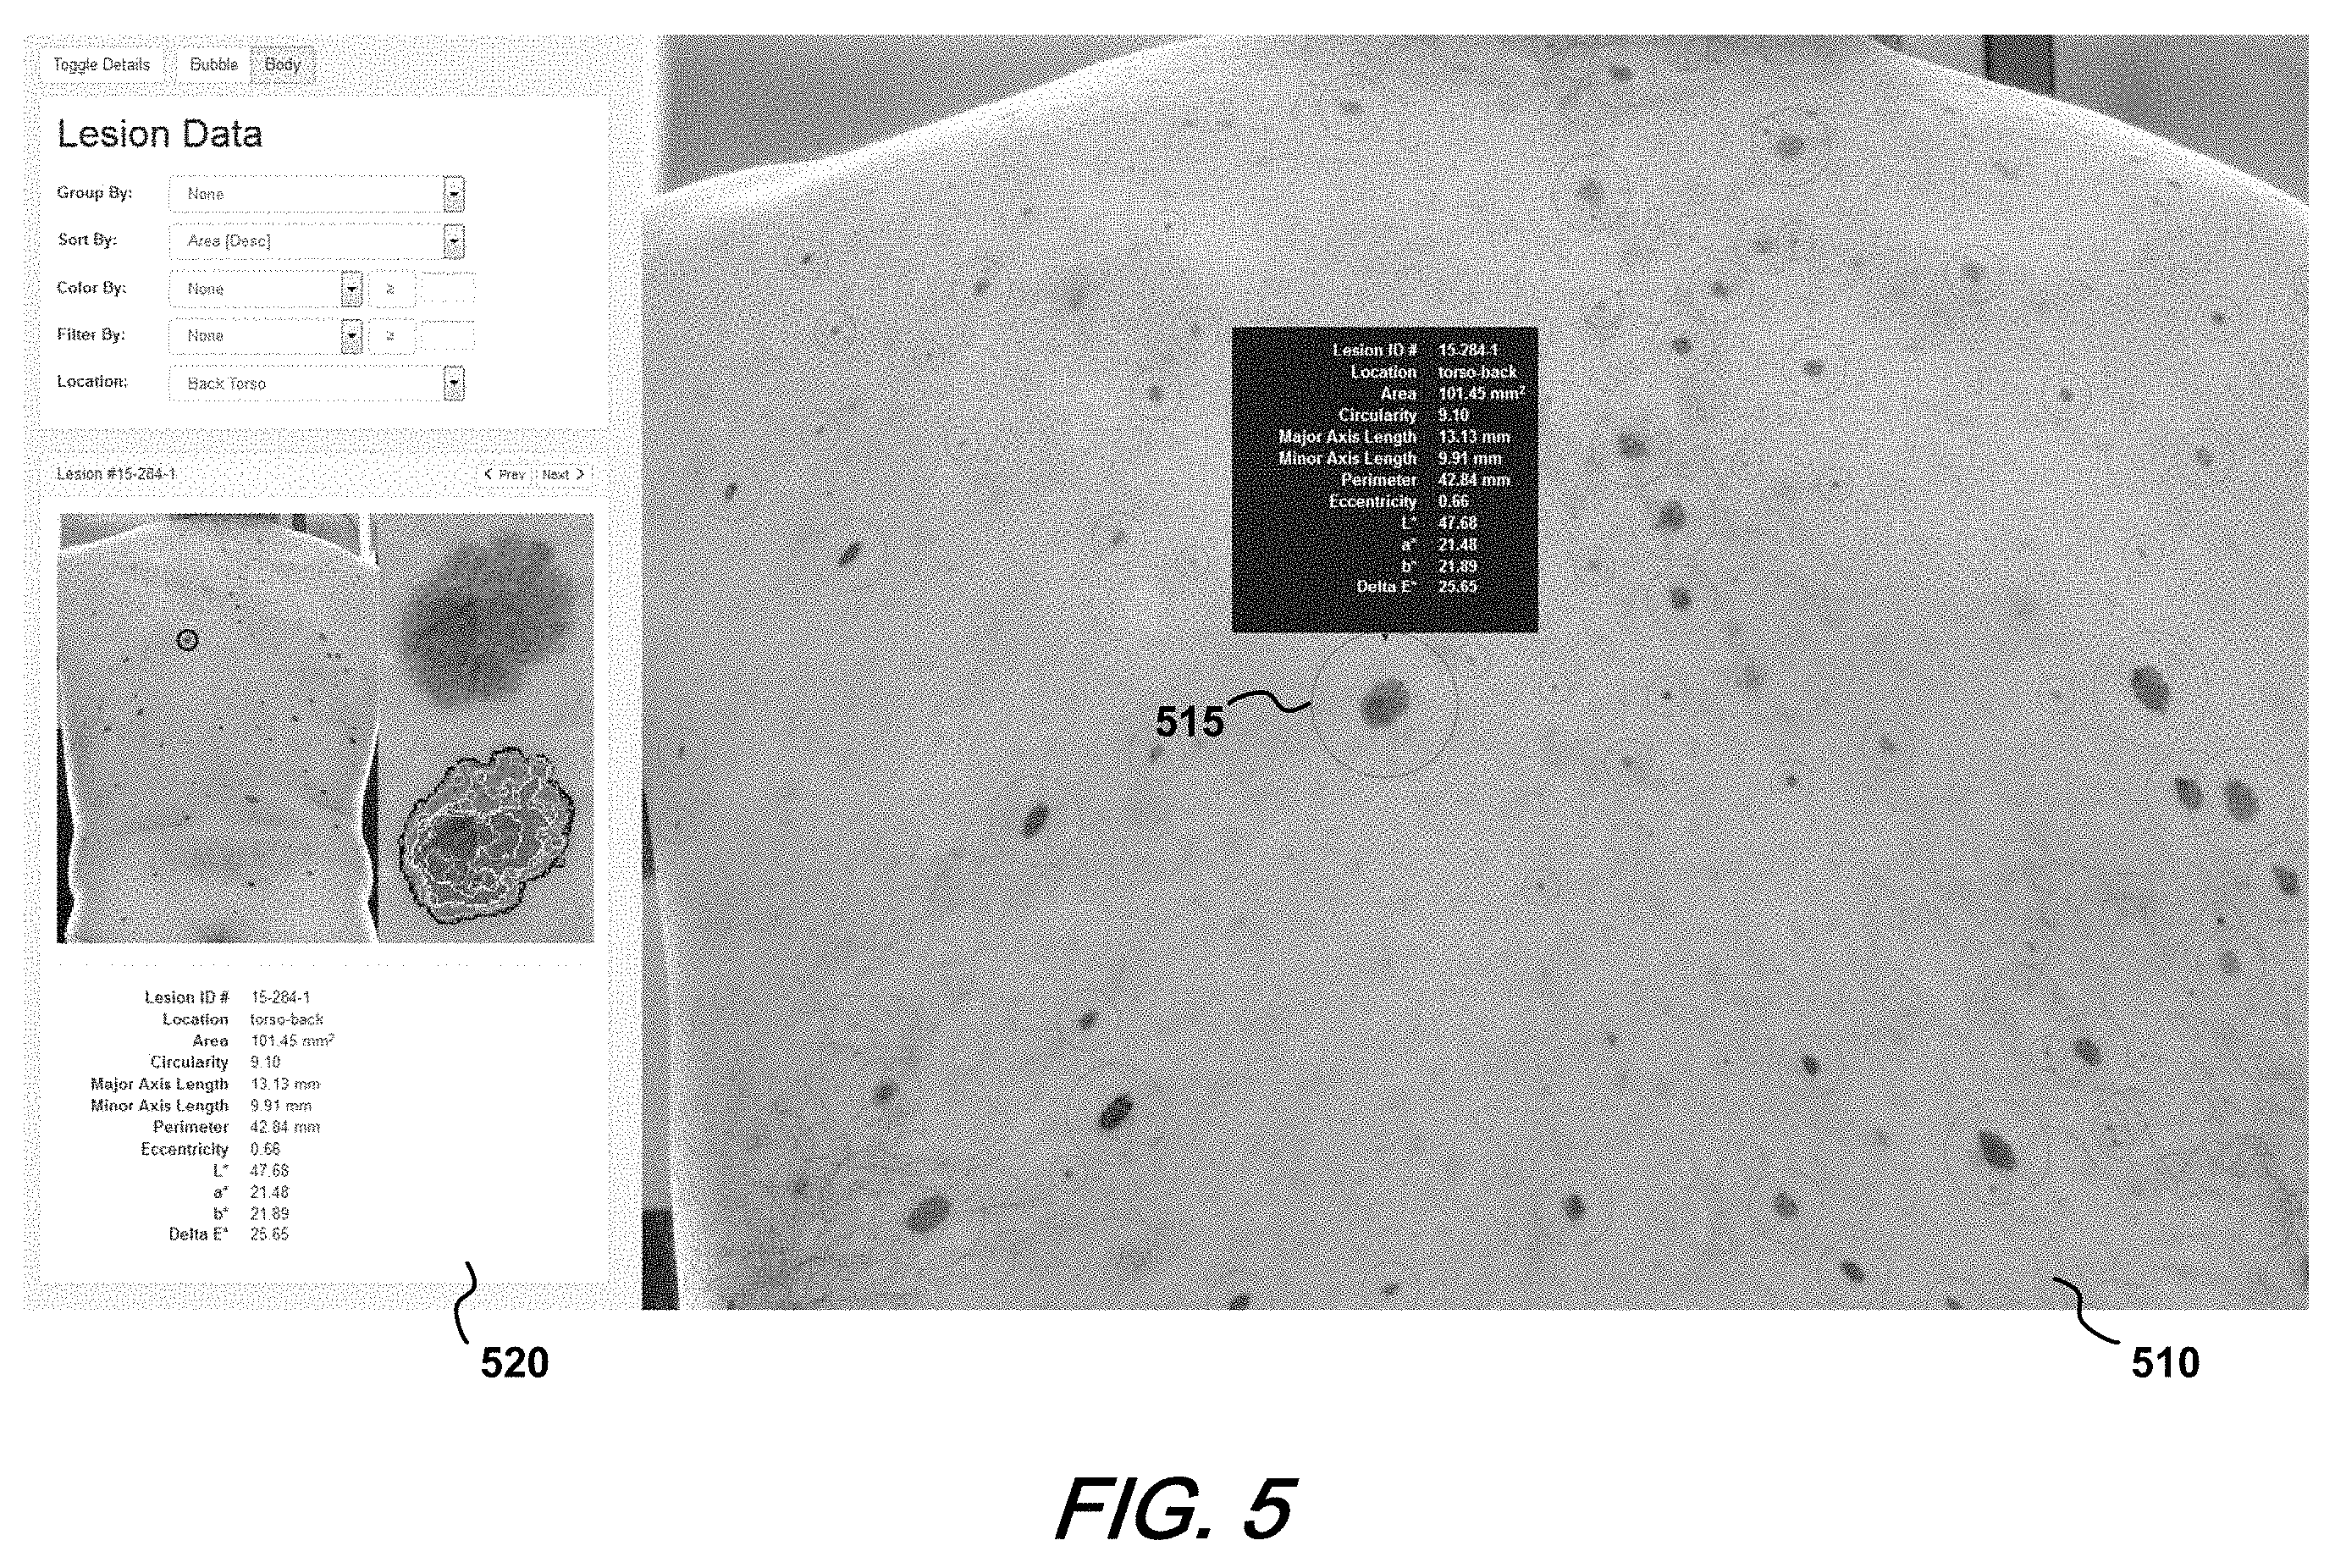 Toggle Details Bubble Body
Lesion Data
Group By: None
Sort By: Area [Desc]
Color By: None ≥
Filter By: None ≥
Location: Back Torso
Lesion #15-284-1 < Prev Next >
Lesion ID # 15-284-1
Location torso-back
Area 101.45 mm²
Circularity 9.10
Major Axis Length 13.13 mm
Minor Axis Length 9.91 mm
Perimeter 42.84 mm
Eccentricity 0.66
L* 47.68
a* 21.48
b* 21.89
Delta E* 25.65
520
Lesion ID # 15-284-1
Location torso-back
Area 101.45 mm²
Circularity 9.10
Major Axis Length 13.13 mm
Minor Axis Length 9.91 mm
Perimeter 42.84 mm
Eccentricity 0.66
L* 47.68
a* 21.48
b* 21.89
Delta E* 25.65
515
510
FIG. 5